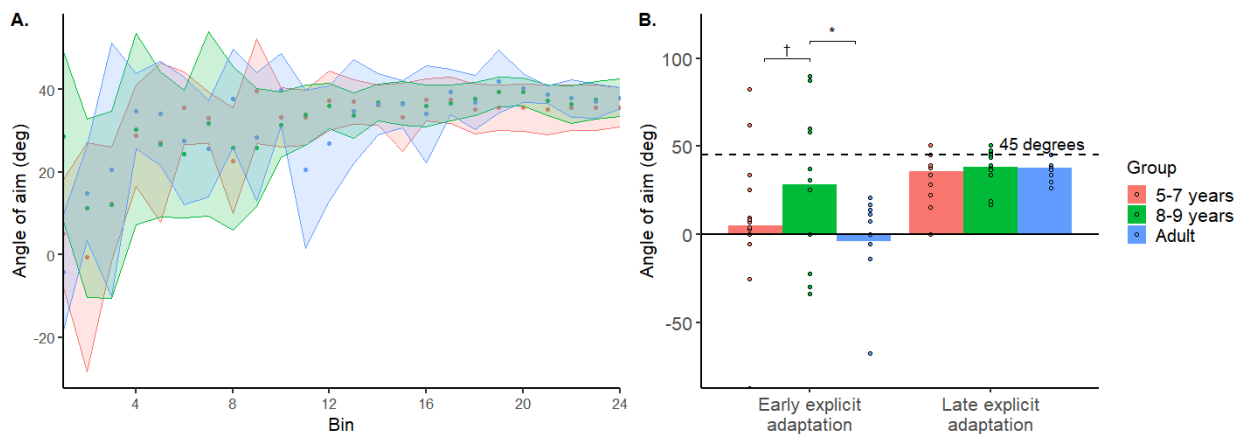 A.
Angle of aim (deg)
40
20
0
-20
4
8
12
16
20
24
Bin
B.
Angle of aim (deg)
100
50
0
-50
†
*
45 degrees
Early explicit
adaptation
Late explicit
adaptation
Group
5-7 years
8-9 years
Adult